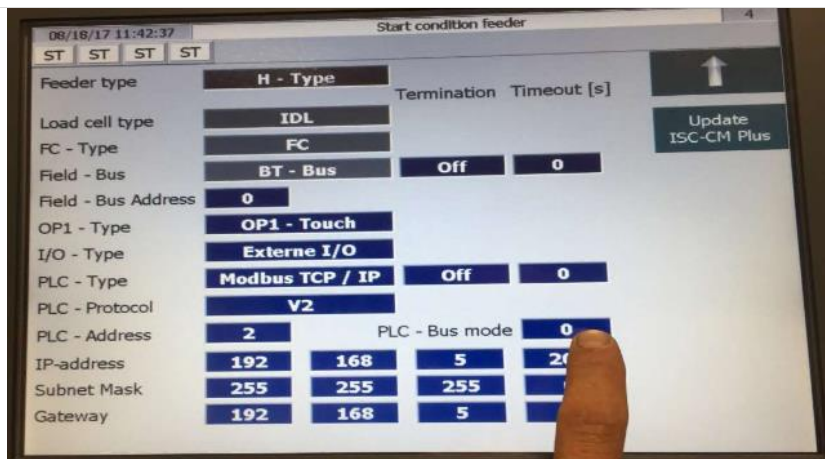 08/18/17 11:42:37 Start condition feeder 4
ST ST ST ST
Feeder type H - Type
Termination Timeout [s]
Load cell type IDL
FC - Type FC
Field - Bus BT - Bus Off 0
Field - Bus Address 0
OP1 - Type OP1 - Touch
I/O - Type Externe I/O
PLC - Type Modbus TCP / IP Off 0
PLC - Protocol V2
PLC - Address 2 PLC - Bus mode 0
IP-address 192 168 5
Subnet Mask 255 255 255
Gateway 192 168 5
Update
ISC-CM Plus